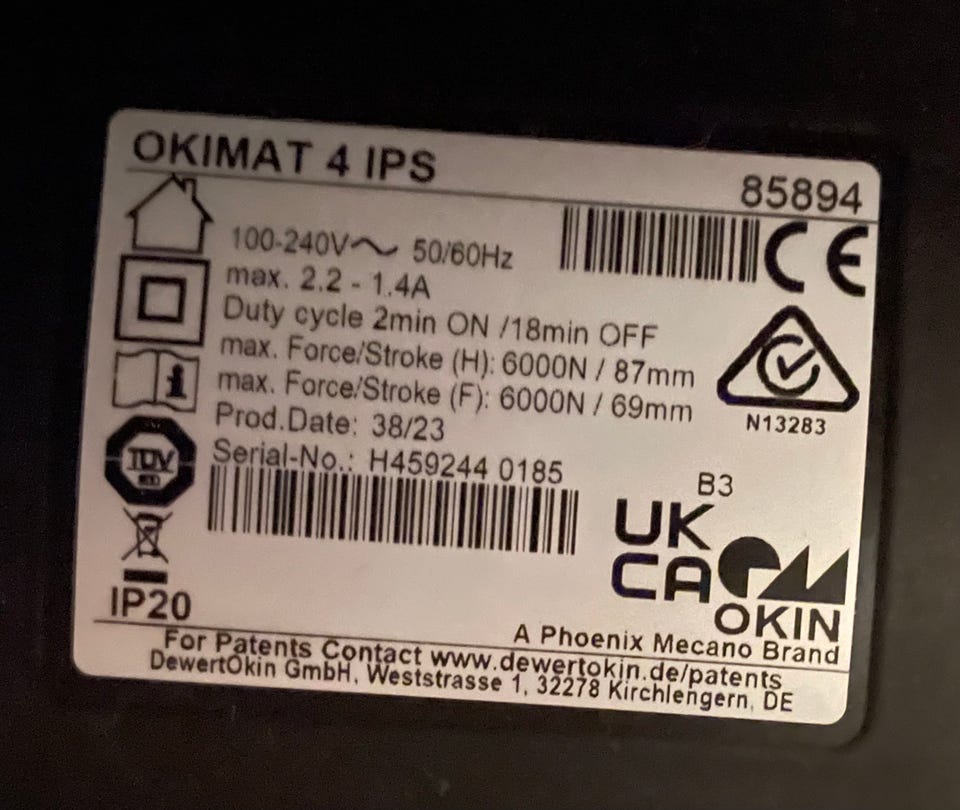 OKIMAT 4 IPS
85894
100-240V~ 50/60Hz
max. 2.2 - 1.4A
Duty cycle 2min ON /18min OFF
max. Force/Stroke (H): 6000N / 87mm
max. Force/Stroke (F): 6000N / 69mm
Prod.Date: 38/23
Serial-No.: H459244 0185
CE
N13283
TÜV
B3
UK
CA
IP20
OKIN
A Phoenix Mecano Brand
For Patents Contact www.dewertokin.de/patents
DewertOkin GmbH, Weststrasse 1, 32278 Kirchlengern, DE